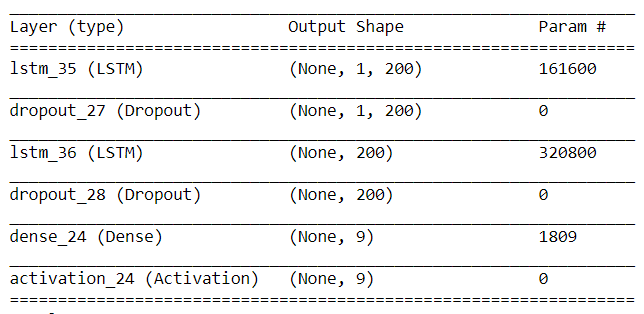 Layer (type) Output Shape Param #
=================================================================
lstm_35 (LSTM) (None, 1, 200) 161600
dropout_27 (Dropout) (None, 1, 200) 0
lstm_36 (LSTM) (None, 200) 320800
dropout_28 (Dropout) (None, 200) 0
dense_24 (Dense) (None, 9) 1809
activation_24 (Activation) (None, 9) 0
=================================================================